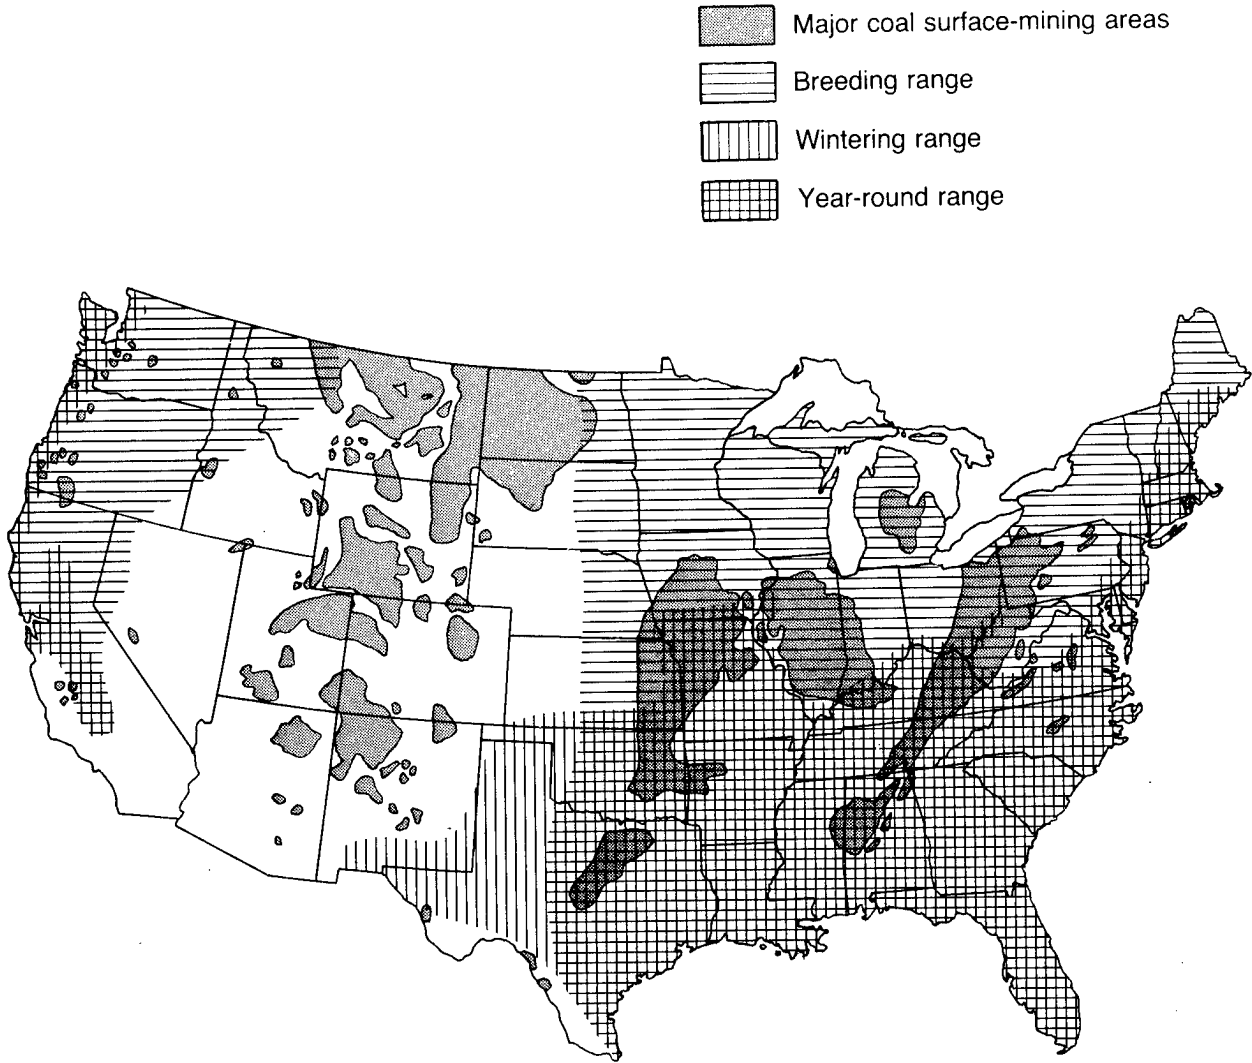 Major coal surface-mining areas
Breeding range
Wintering range
Year-round range